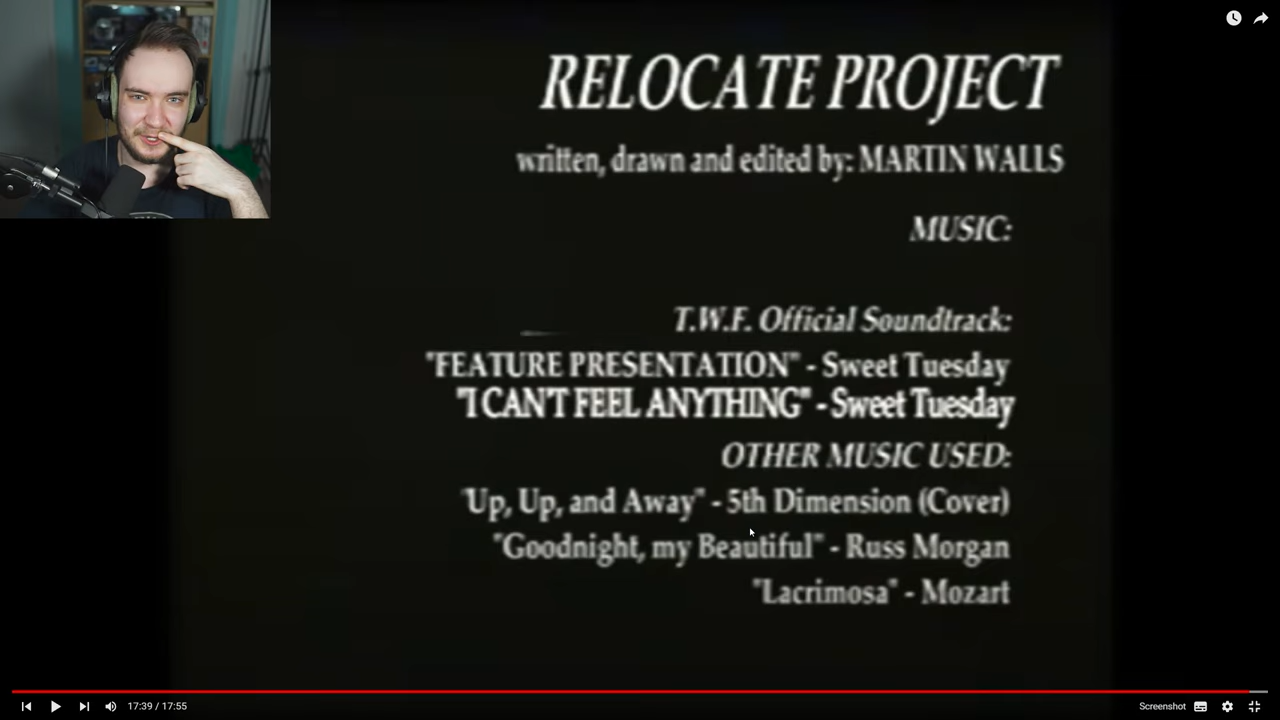 RELOCATE PROJECT
written, drawn and edited by: MARTIN WALLS
MUSIC:
T.W.F. Official Soundtrack:
"FEATURE PRESENTATION" - Sweet Tuesday
"I CAN'T FEEL ANYTHING" - Sweet Tuesday
OTHER MUSIC USED:
"Up, Up, and Away" - 5th Dimension (Cover)
"Goodnight, my Beautiful" - Russ Morgan
"Lacrimosa" - Mozart
17:39 / 17:55
Screenshot